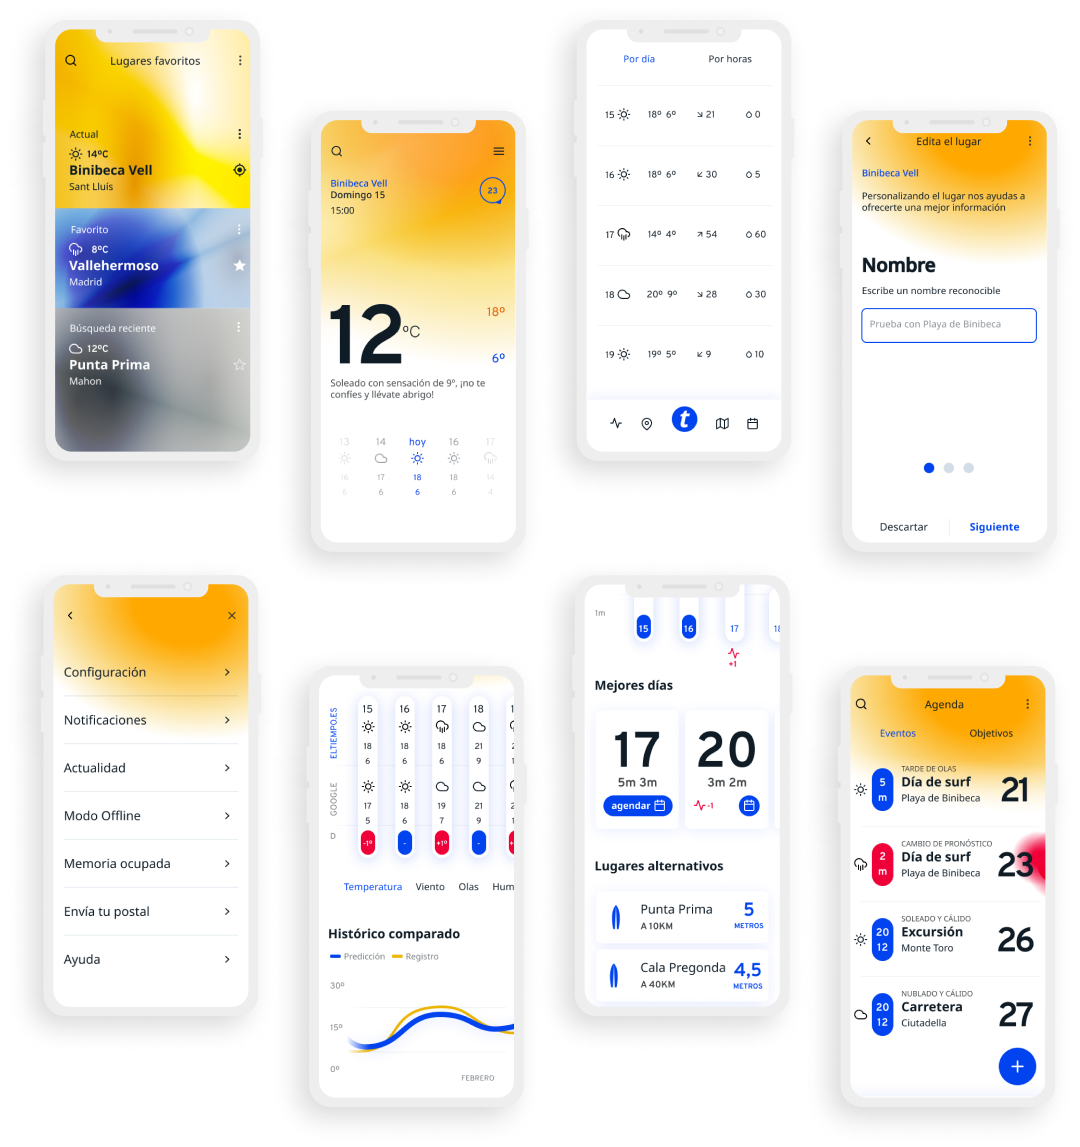 Lugares favoritos
Actual
14ºC
Binibeca Vell
Sant Lluís
Favorito
8ºC
Vallehermoso
Madrid
Búsqueda reciente
12ºC
Punta Prima
Mahon
Binibeca Vell
Domingo 15
15:00
23
12ºC
18º
6º
Soleado con sensación de 9º, ¡no te
confíes y llévate abrigo!
13 14 hoy 16 17
16 17 18 18 14
6 6 6 6 4
Por día Por horas
15 18º 6º 21 0
16 18º 6º 30 5
17 14º 4º 54 60
18 20º 9º 28 30
19 19º 5º 9 10
t
Edita el lugar
Binibeca Vell
Personalizando el lugar nos ayudas a
ofrecerte una mejor información
Nombre
Escribe un nombre reconocible
Prueba con Playa de Binibeca
Descartar Siguiente
Configuración
Notificaciones
Actualidad
Modo Offline
Memoria ocupada
Envía tu postal
Ayuda
ELTIEMPO.ES
15 16 17 18
18 18 18 21
6 6 6 9
GOOGLE
17 18 19 21
5 6 7 9
D
-1º - +1º -
Temperatura Viento Olas Hum
Histórico comparado
Predicción Registro
30º
15º
0º
FEBRERO
1m
15 16 17 18
+1
Mejores días
17 20
5m 3m 3m 2m
agendar -1
Lugares alternativos
Punta Prima
A 10KM
5
METROS
Cala Pregonda
A 40KM
4,5
METROS
Agenda
Eventos Objetivos
5
m
TARDE DE OLAS
Día de surf
Playa de Binibeca
21
2
m
CAMBIO DE PRONÓSTICO
Día de surf
Playa de Binibeca
23
20
12
SOLEADO Y CÁLIDO
Excursión
Monte Toro
26
20
12
NUBLADO Y CÁLIDO
Carretera
Ciutadella
27
+